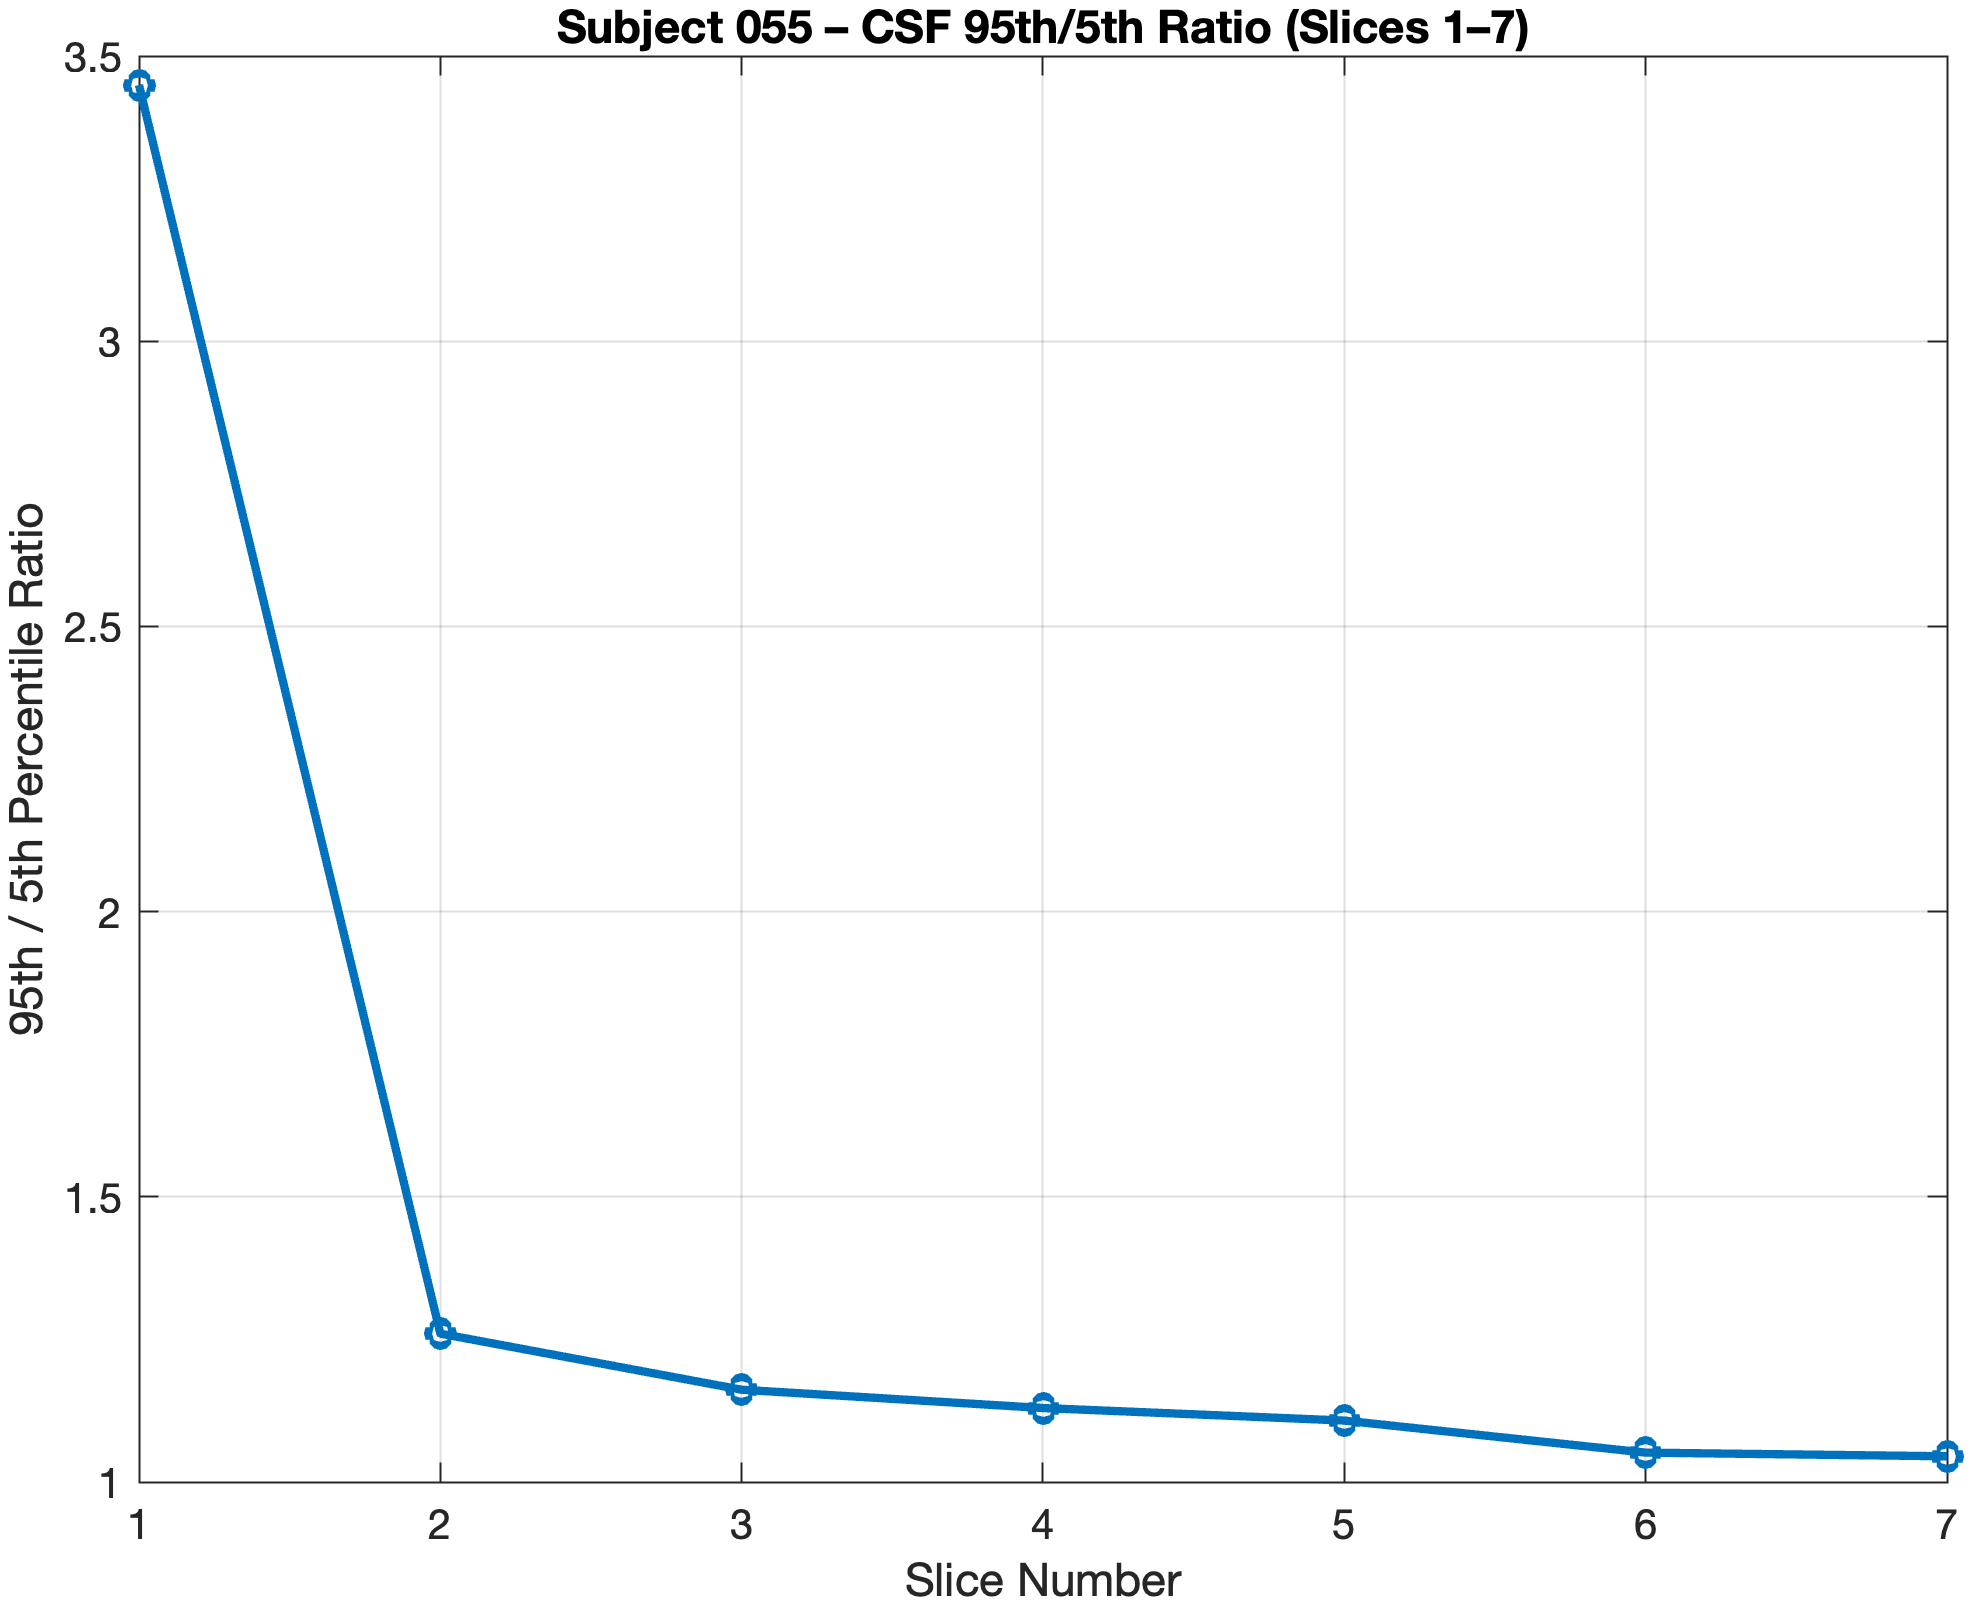 Subject 055 – CSF 95th/5th Ratio (Slices 1–7)
95th / 5th Percentile Ratio
3.5
3
2.5
2
1.5
1
1 2 3 4 5 6 7
Slice Number